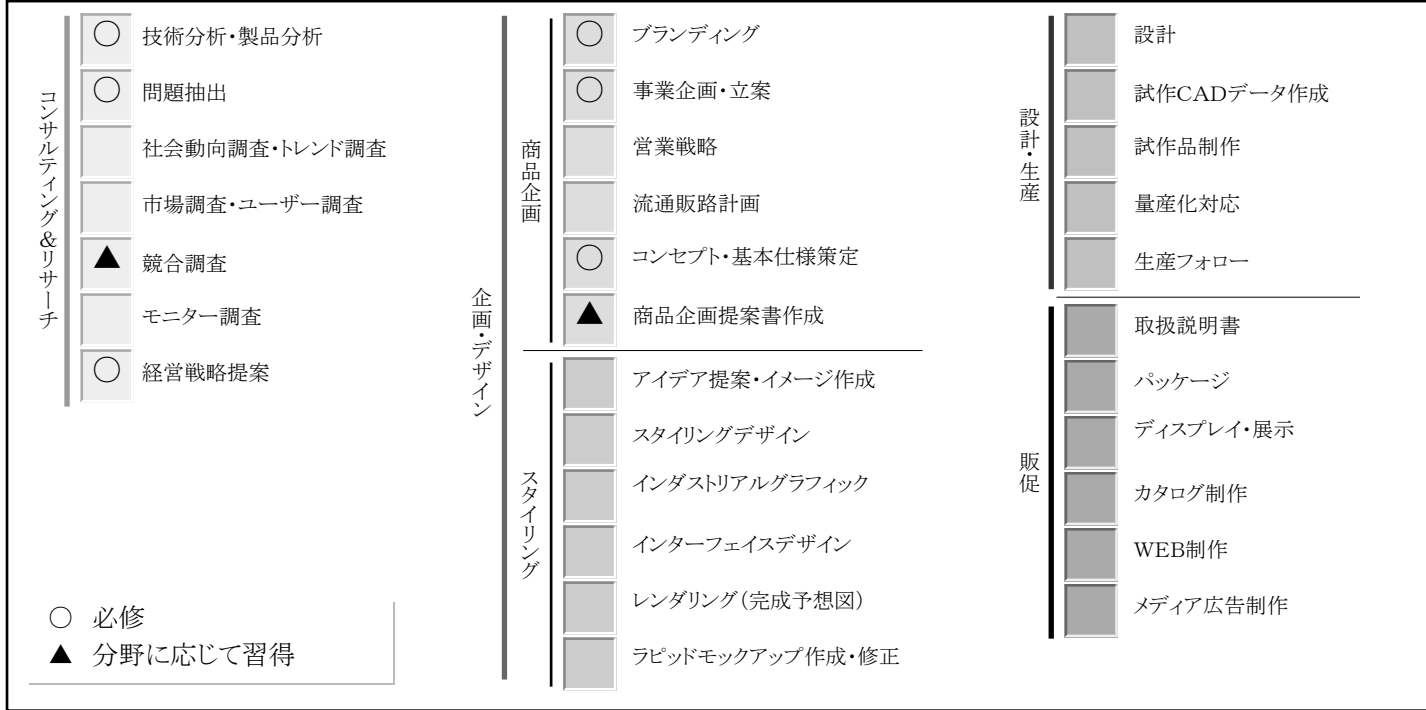 コンサルティング&リサーチ
○ 技術分析・製品分析
○ 問題抽出
社会動向調査・トレンド調査
市場調査・ユーザー調査
▲ 競合調査
モニター調査
○ 経営戦略提案
企画・デザイン
商品企画
○ ブランディング
○ 事業企画・立案
営業戦略
流通販路計画
○ コンセプト・基本仕様策定
▲ 商品企画提案書作成
スタイリング
アイデア提案・イメージ作成
スタイリングデザイン
インダストリアルグラフィック
インターフェイスデザイン
レンダリング(完成予想図)
ラピッドモックアップ作成・修正
設計・生産
設計
試作CADデータ作成
試作品制作
量産化対応
生産フォロー
販促
取扱説明書
パッケージ
ディスプレイ・展示
カタログ制作
WEB制作
メディア広告制作
○ 必修
▲ 分野に応じて習得